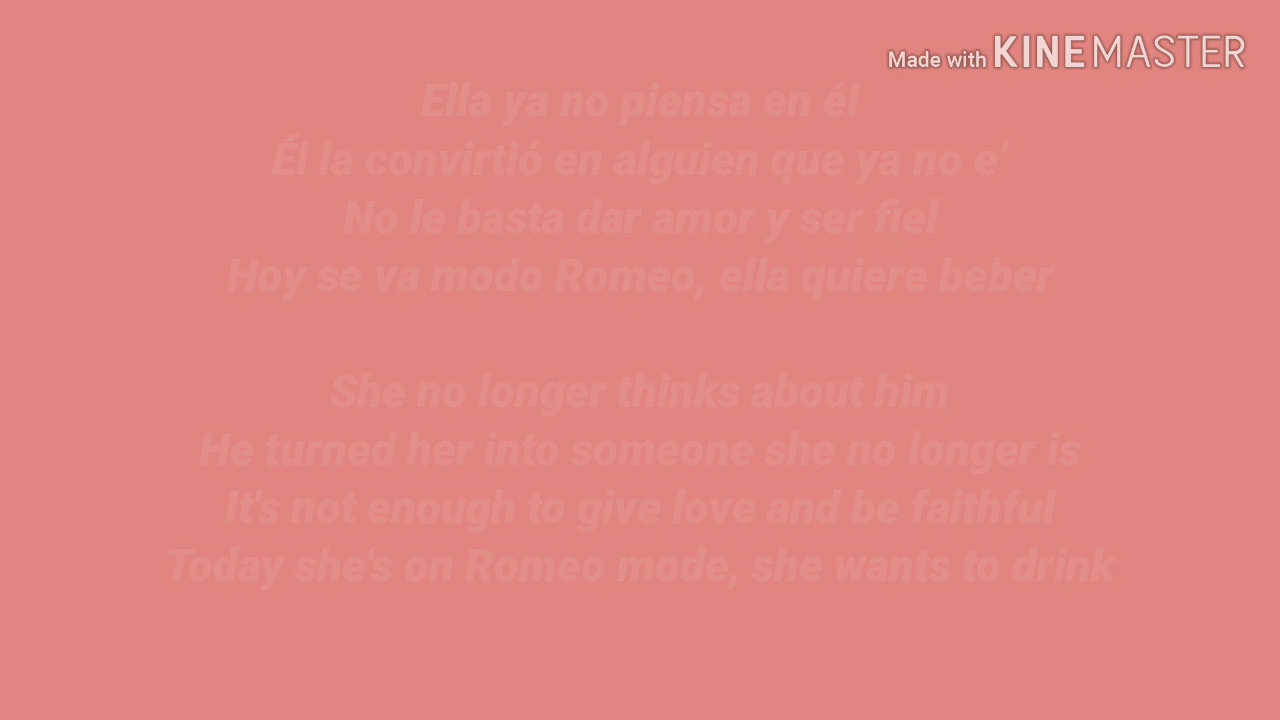 Made with KINEMASTER
Ella ya no piensa en él
Él la convirtió en alguien que ya no e'
No le basta dar amor y ser fiel
Hoy se va modo Romeo, ella quiere beber
She no longer thinks about him
He turned her into someone she no longer is
It's not enough to give love and be faithful
Today she's on Romeo mode, she wants to drink